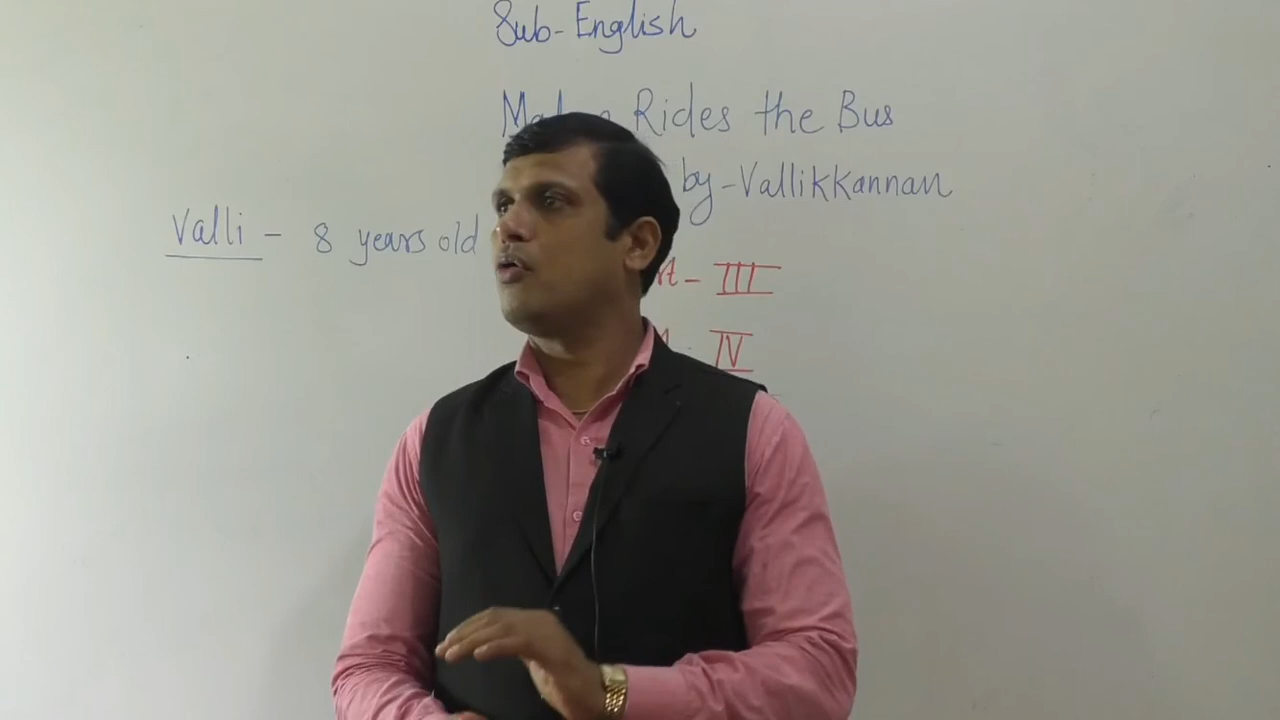 Sub-English
Rides the Bus
by-Vallikkannan
Valli - 8 years old
- III
- IV